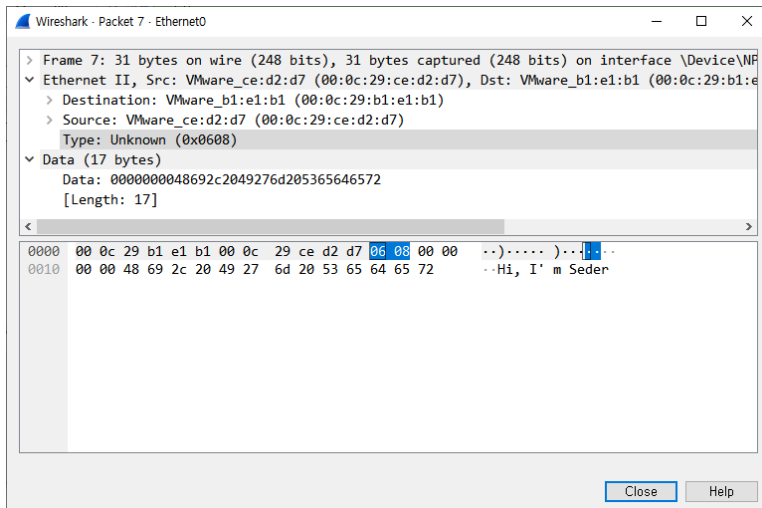 Wireshark · Packet 7 · Ethernet0
> Frame 7: 31 bytes on wire (248 bits), 31 bytes captured (248 bits) on interface \Device\NP
Ethernet II, Src: VMware_ce:d2:d7 (00:0c:29:ce:d2:d7), Dst: VMware_b1:e1:b1 (00:0c:29:b1:e
> Destination: VMware_b1:e1:b1 (00:0c:29:b1:e1:b1)
> Source: VMware_ce:d2:d7 (00:0c:29:ce:d2:d7)
Type: Unknown (0x0608)
Data (17 bytes)
Data: 0000000048692c2049276d205365646572
[Length: 17]
0000 00 0c 29 b1 e1 b1 00 0c 29 ce d2 d7 06 08 00 00 ··)····· )·······
0010 00 00 48 69 2c 20 49 27 6d 20 53 65 64 65 72 ··Hi, I' m Seder
Close Help